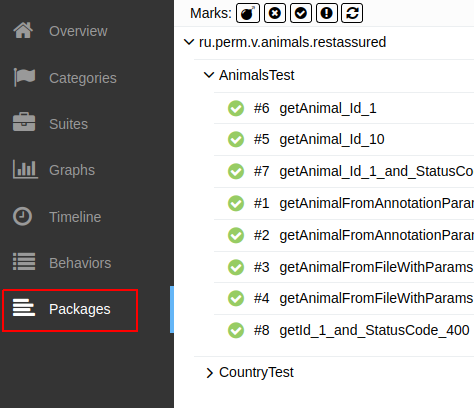 Overview
Categories
Suites
Graphs
Timeline
Behaviors
Packages
Marks:
ru.perm.v.animals.restassured
AnimalsTest
#6 getAnimal_Id_1
#5 getAnimal_Id_10
#7 getAnimal_Id_1_and_StatusCo
#1 getAnimalFromAnnotationParam
#2 getAnimalFromAnnotationParam
#3 getAnimalFromFileWithParams
#4 getAnimalFromFileWithParams
#8 getId_1_and_StatusCode_400
CountryTest